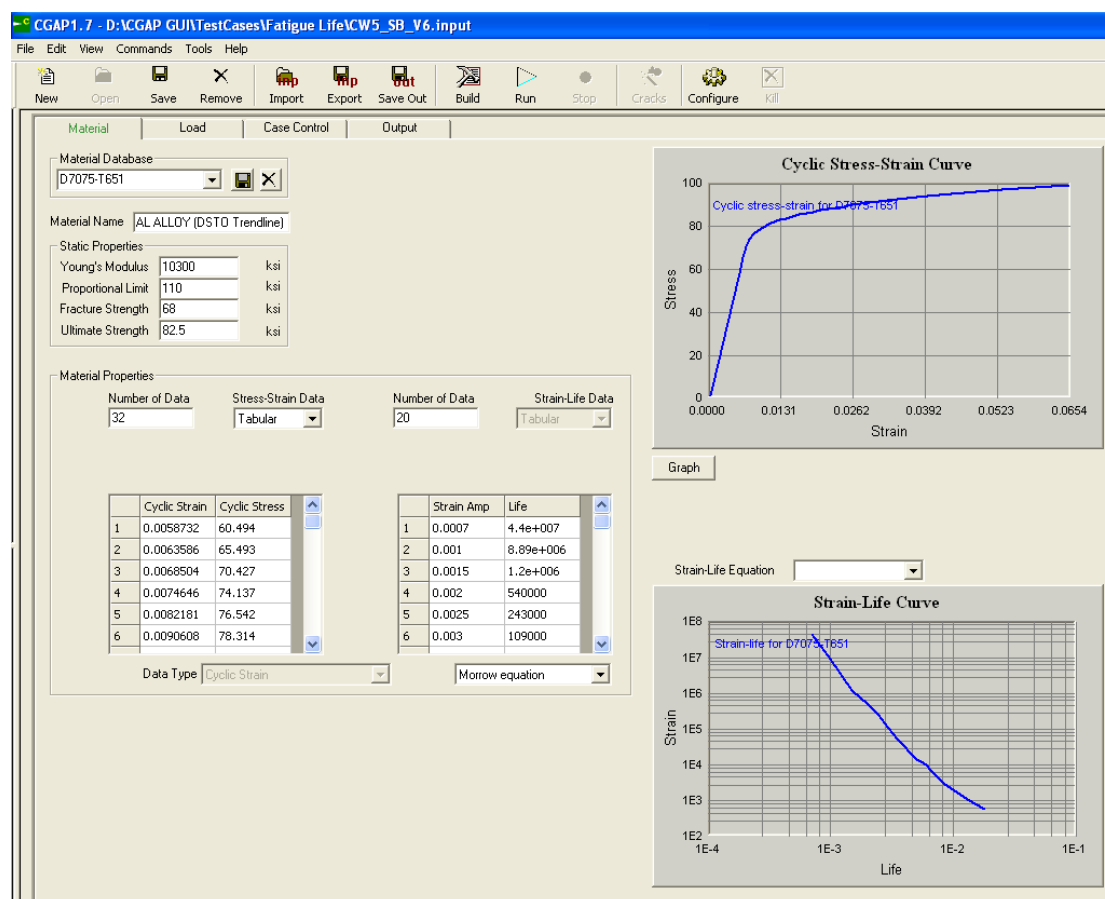 CGAP1.7 - D:\CGAP GUI\TestCases\Fatigue Life\CW5_SB_V6.input
File Edit View Commands Tools Help
New Open Save Remove Import Export Save Out Build Run Stop Cracks Configure Kill
Material Load Case Control Output
Material Database
D7075-T651
Material Name AL ALLOY (DSTO Trendline)
Static Properties
Young's Modulus 10300 ksi
Proportional Limit 110 ksi
Fracture Strength 68 ksi
Ultimate Strength 82.5 ksi
Material Properties
Number of Data Stress-Strain Data Number of Data Strain-Life Data
32 Tabular 20 Tabular
Cyclic Strain Cyclic Stress Strain Amp Life
1 0.0058732 60.494 1 0.0007 4.4e+007
2 0.0063586 65.493 2 0.001 8.89e+006
3 0.0068504 70.427 3 0.0015 1.2e+006
4 0.0074646 74.137 4 0.002 540000
5 0.0082181 76.542 5 0.0025 243000
6 0.0090608 78.314 6 0.003 109000
Data Type Cyclic Strain Morrow equation
Cyclic Stress-Strain Curve
100
Cyclic stress-strain for D7075-T651
80
60
Stress
40
20
0
0.0000 0.0131 0.0262 0.0392 0.0523 0.0654
Strain
Graph
Strain-Life Equation
Strain-Life Curve
1E8
Strain-life for D7075-T651
1E7
1E6
Strain
1E5
1E4
1E3
1E2
1E-4 1E-3 1E-2 1E-1
Life